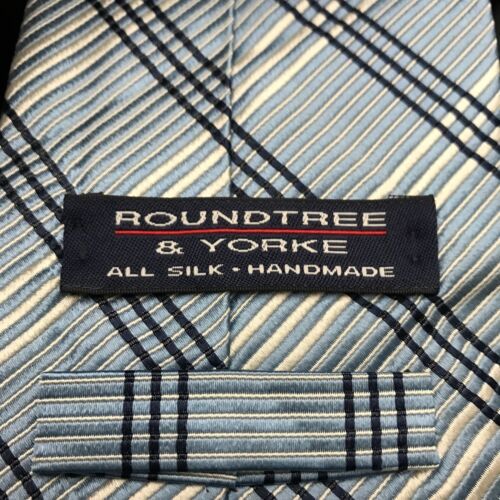 ROUNDTREE
& YORKE
ALL SILK • HANDMADE